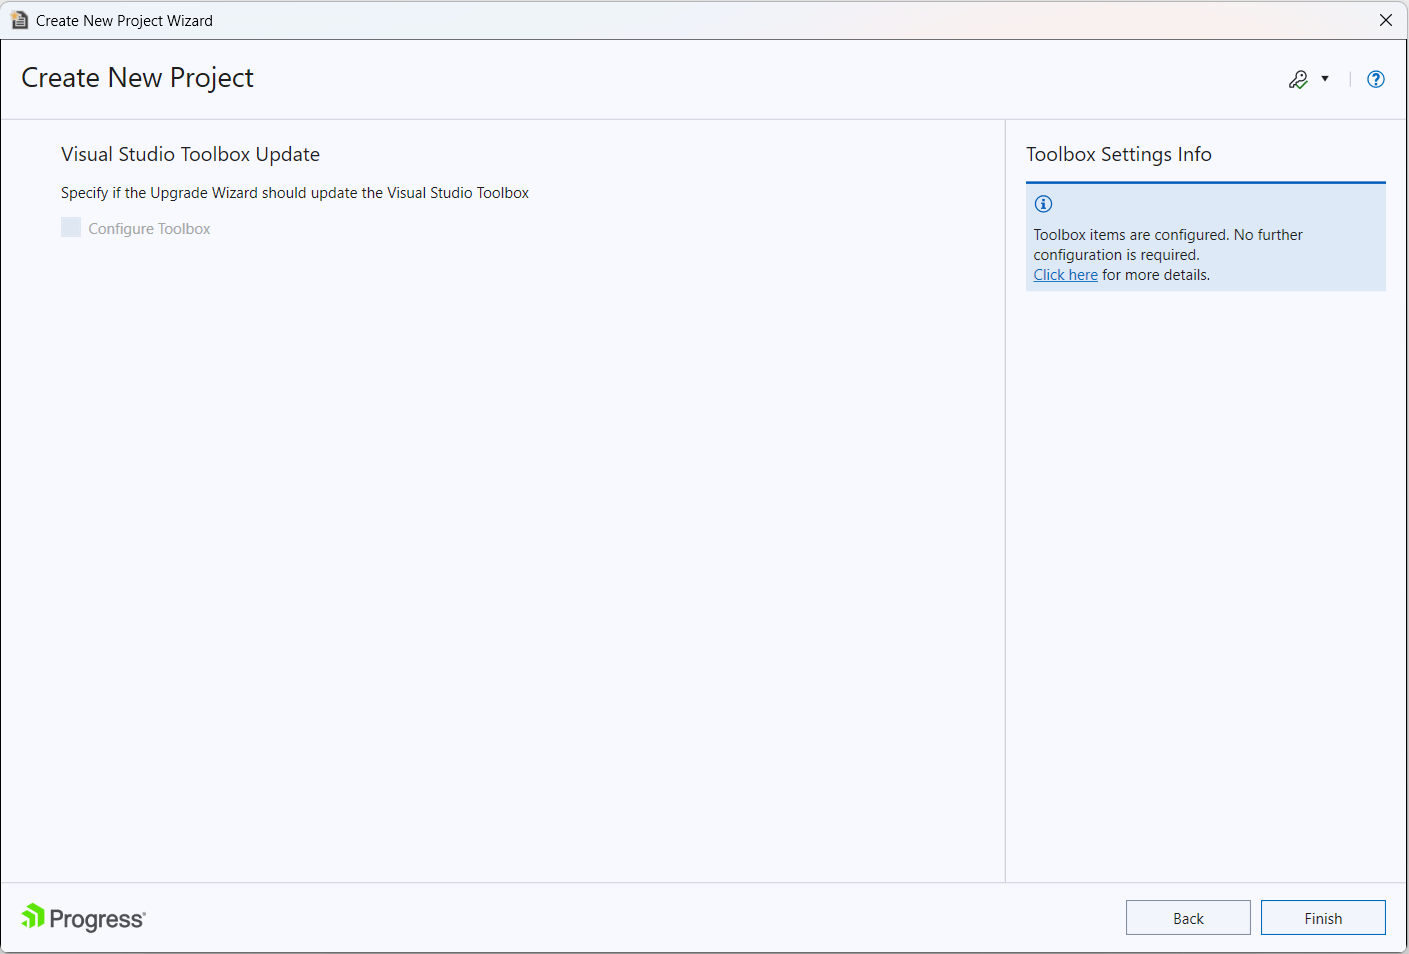 Create New Project Wizard
Create New Project
Visual Studio Toolbox Update
Specify if the Upgrade Wizard should update the Visual Studio Toolbox
Configure Toolbox
Toolbox Settings Info
Toolbox items are configured. No further
configuration is required.
Click here for more details.
Progress®
Back
Finish